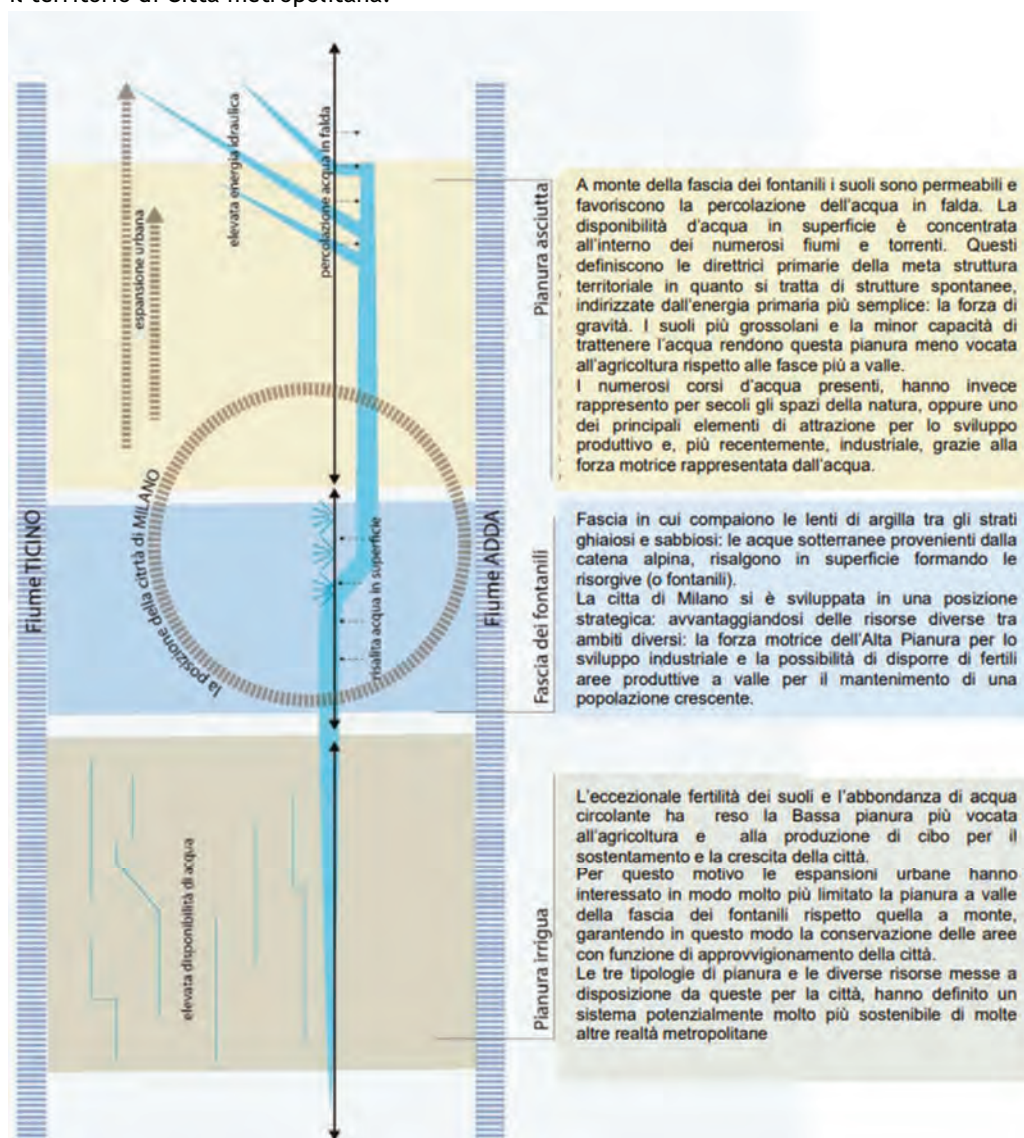 il territorio di Città metropolitana.
Fiume TICINO
espansione urbana
elevata energia idraulica
percolazione acqua in falda
la posizione della cirtà di MILANO
risalita acqua in superficie
elevata disponibilità di acqua
Fiume ADDA
Pianura asciutta
A monte della fascia dei fontanili i suoli sono permeabili e
favoriscono la percolazione dell'acqua in falda. La
disponibilità d'acqua in superficie è concentrata
all'interno dei numerosi fiumi e torrenti. Questi
definiscono le direttrici primarie della meta struttura
territoriale in quanto si tratta di strutture spontanee,
indirizzate dall'energia primaria più semplice: la forza di
gravità. I suoli più grossolani e la minor capacità di
trattenere l'acqua rendono questa pianura meno vocata
all'agricoltura rispetto alle fasce più a valle.
I numerosi corsi d'acqua presenti, hanno invece
rappresento per secoli gli spazi della natura, oppure uno
dei principali elementi di attrazione per lo sviluppo
produttivo e, più recentemente, industriale, grazie alla
forza motrice rappresentata dall'acqua.
Fascia dei fontanili
Fascia in cui compaiono le lenti di argilla tra gli strati
ghiaiosi e sabbiosi: le acque sotterranee provenienti dalla
catena alpina, risalgono in superficie formando le
risorgive (o fontanili).
La citta di Milano si è sviluppata in una posizione
strategica: avvantaggiandosi delle risorse diverse tra
ambiti diversi: la forza motrice dell'Alta Pianura per lo
sviluppo industriale e la possibilità di disporre di fertili
aree produttive a valle per il mantenimento di una
popolazione crescente.
Pianura irrigua
L'eccezionale fertilità dei suoli e l'abbondanza di acqua
circolante ha reso la Bassa pianura più vocata
all'agricoltura e alla produzione di cibo per il
sostentamento e la crescita della città.
Per questo motivo le espansioni urbane hanno
interessato in modo molto più limitato la pianura a valle
della fascia dei fontanili rispetto quella a monte,
garantendo in questo modo la conservazione delle aree
con funzione di approvvigionamento della città.
Le tre tipologie di pianura e le diverse risorse messe a
disposizione da queste per la città, hanno definito un
sistema potenzialmente molto più sostenibile di molte
altre realtà metropolitane